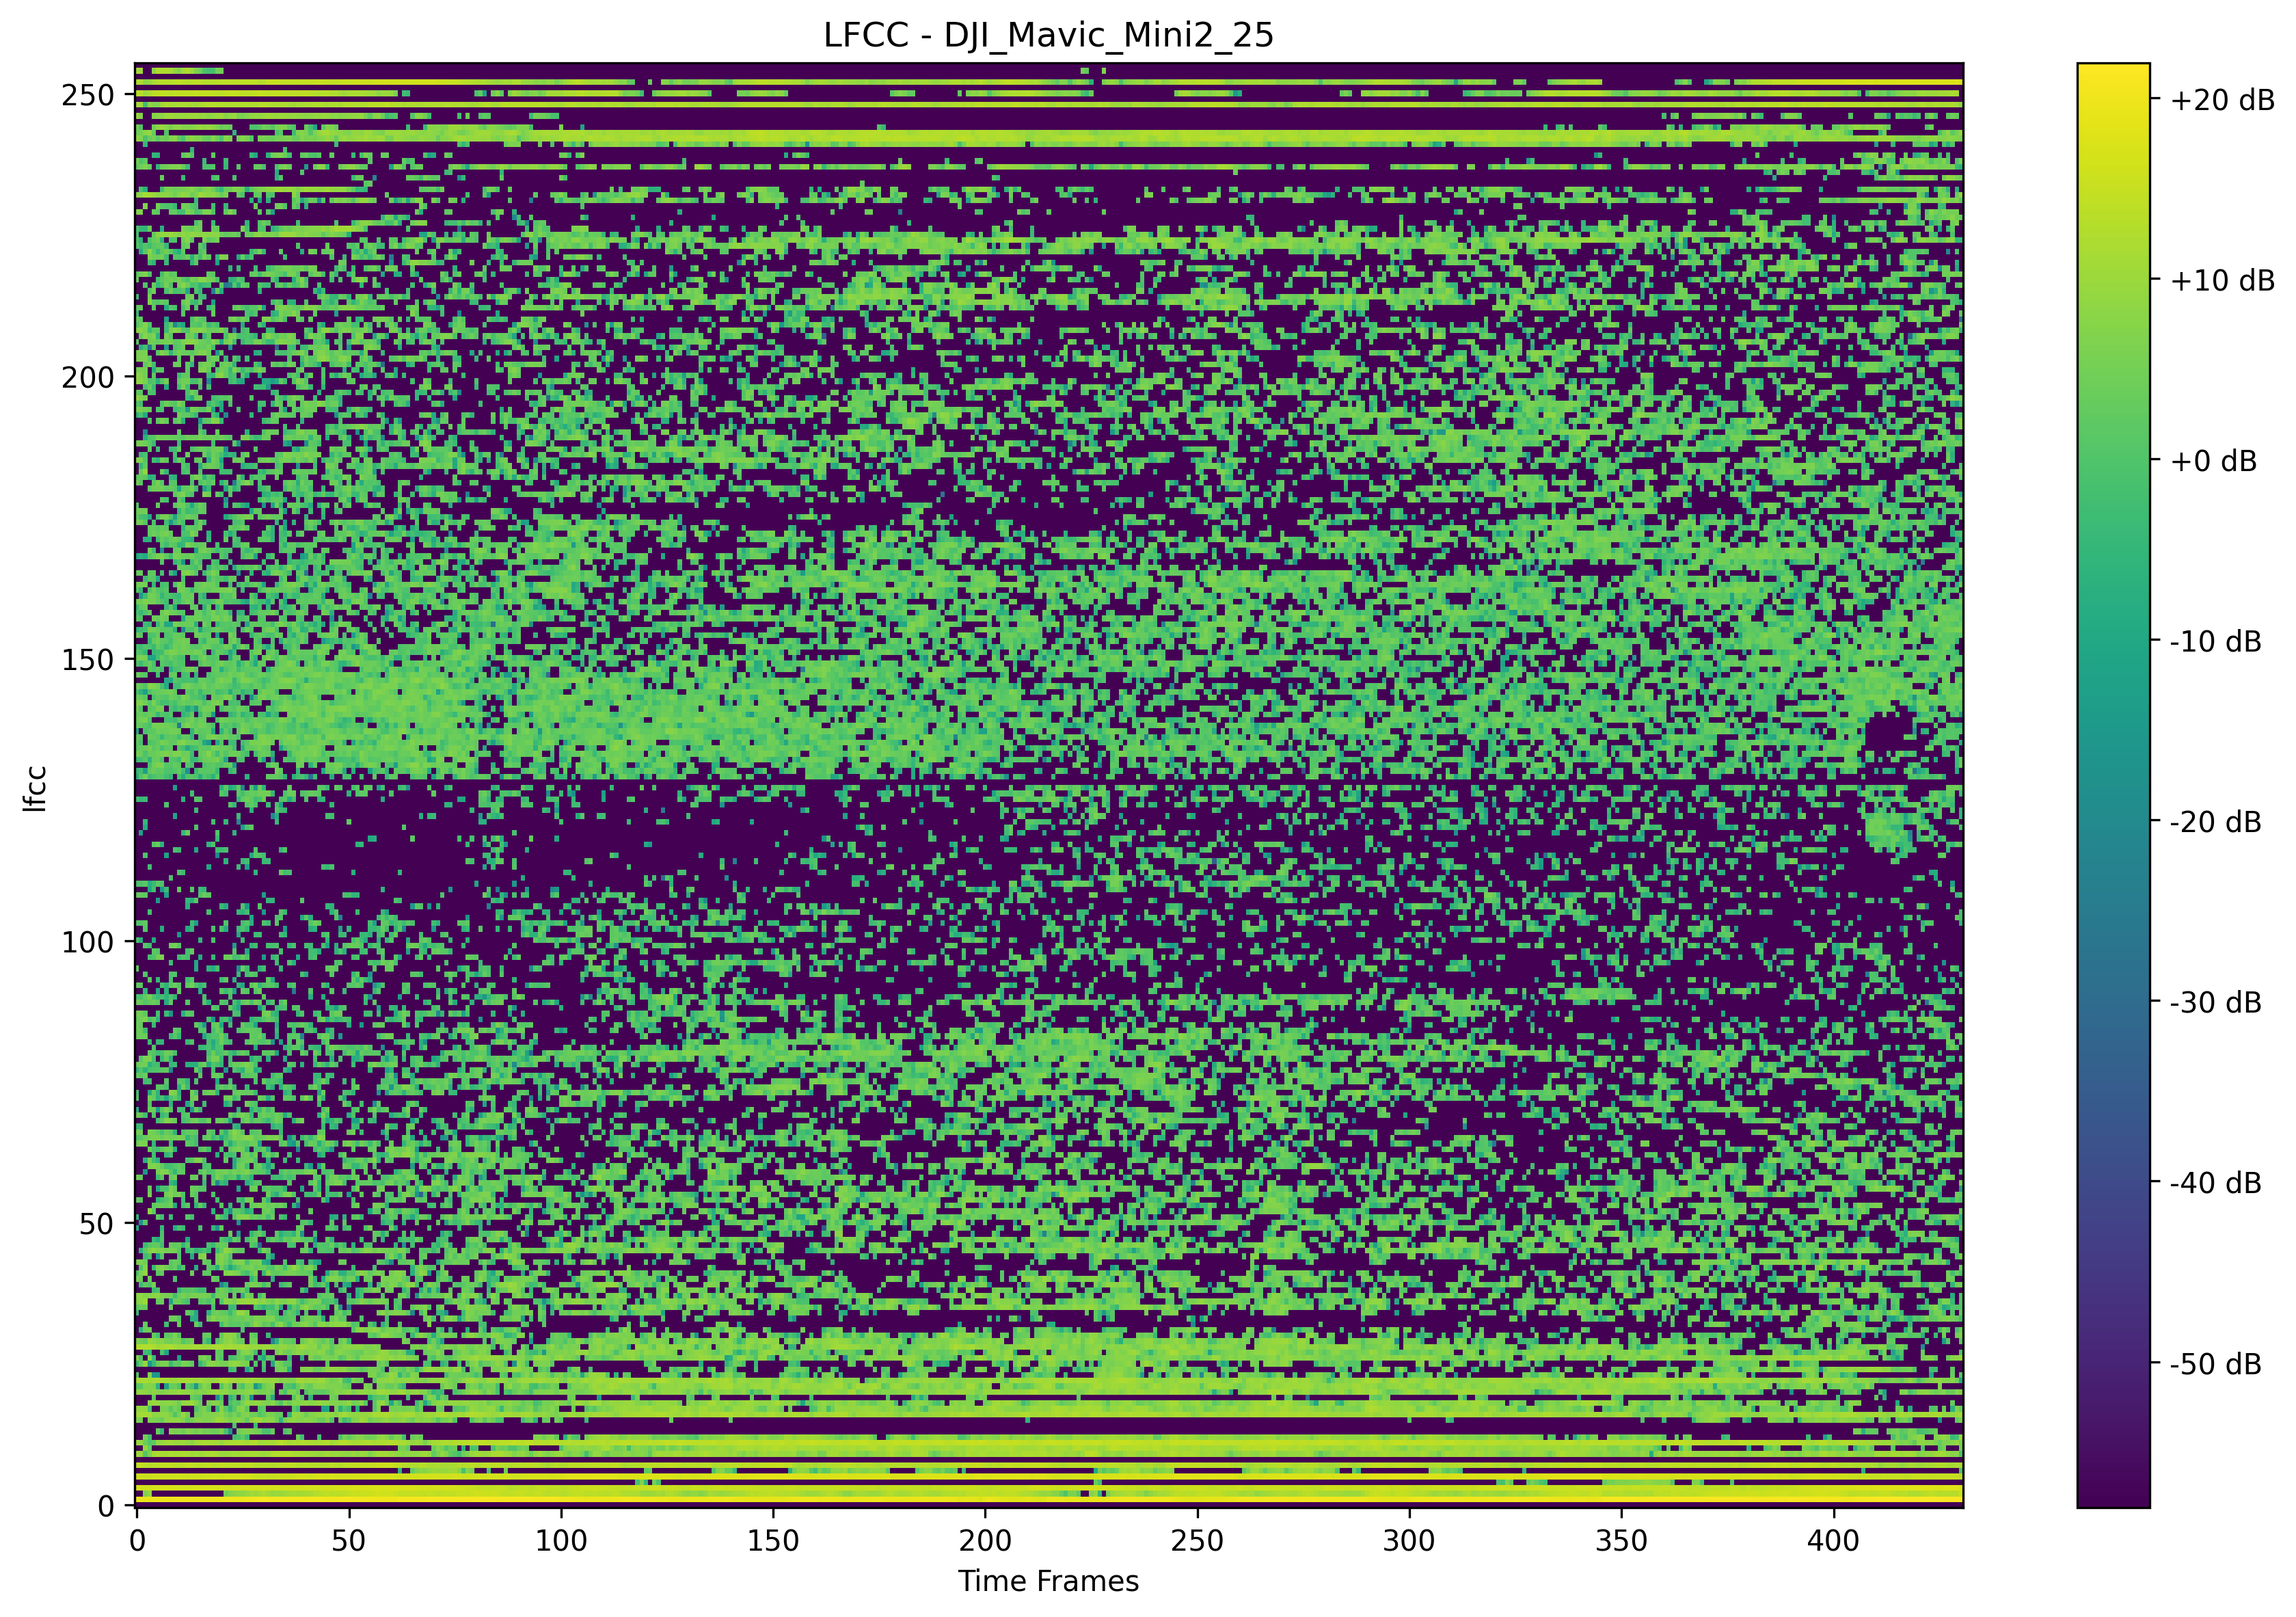 LFCC - DJI_Mavic_Mini2_25
250
200
150
100
50
0
lfcc
0 50 100 150 200 250 300 350 400
Time Frames
+20 dB
+10 dB
+0 dB
-10 dB
-20 dB
-30 dB
-40 dB
-50 dB